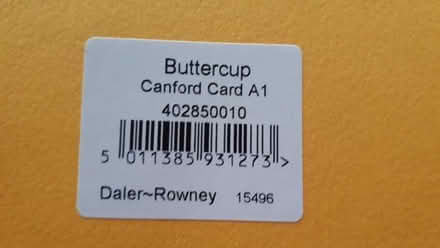 Buttercup
Canford Card A1
402850010
5 011385 931273 >
Daler~Rowney 15496